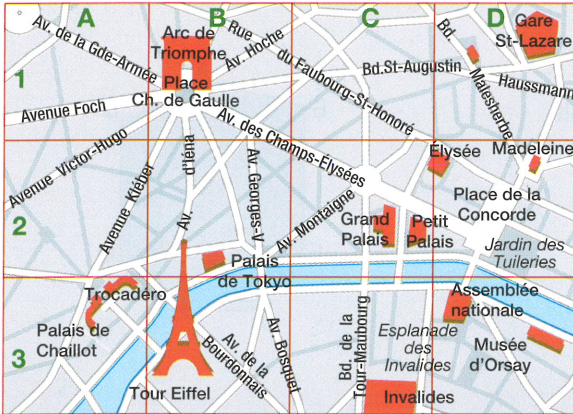 A
B
C
D
1
2
3
Gare
St-Lazare
Arc de
Triomphe
Place
Ch. de Gaulle
Av. de la Gde-Armée
Av. Hoche
Rue du Faubourg-St-Honoré
Bd. Malesherbe
Bd.St-Augustin
Haussmann
Avenue Foch
Av. des Champs-Elysées
Avenue Victor-Hugo
Avenue Kléber
Av. d'Iéna
Av. Georges-V
Av. Montaigne
Élysée
Madeleine
Place de la
Concorde
Grand
Palais
Petit
Palais
Jardin des
Tuileries
Palais
de Tokyo
Trocadéro
Palais de
Chaillot
Tour Eiffel
Av. de la
Bourdonnais
Av. Bosquet
Bd. de la
Tour-Maubourg
Esplanade
des
Invalides
Invalides
Assemblée
nationale
Musée
d'Orsay